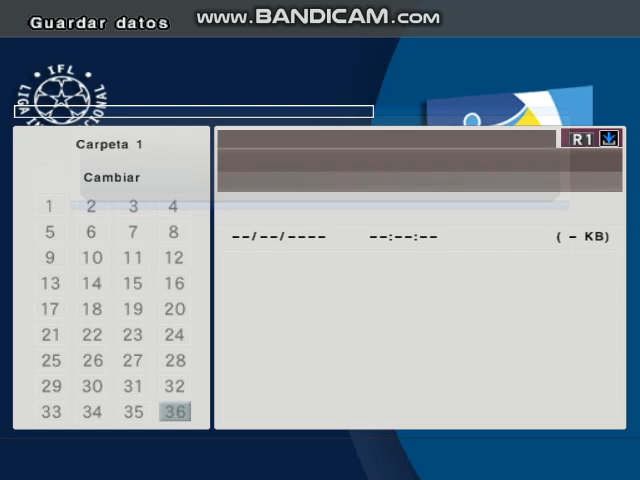 Guardar datos
www.BANDICAM.com
IFL
LIGA
Carpeta 1
Cambiar
R1
1 2 3 4
5 6 7 8
9 10 11 12
13 14 15 16
17 18 19 20
21 22 23 24
25 26 27 28
29 30 31 32
33 34 35 36
--/--/---- --:--:-- ( - KB)